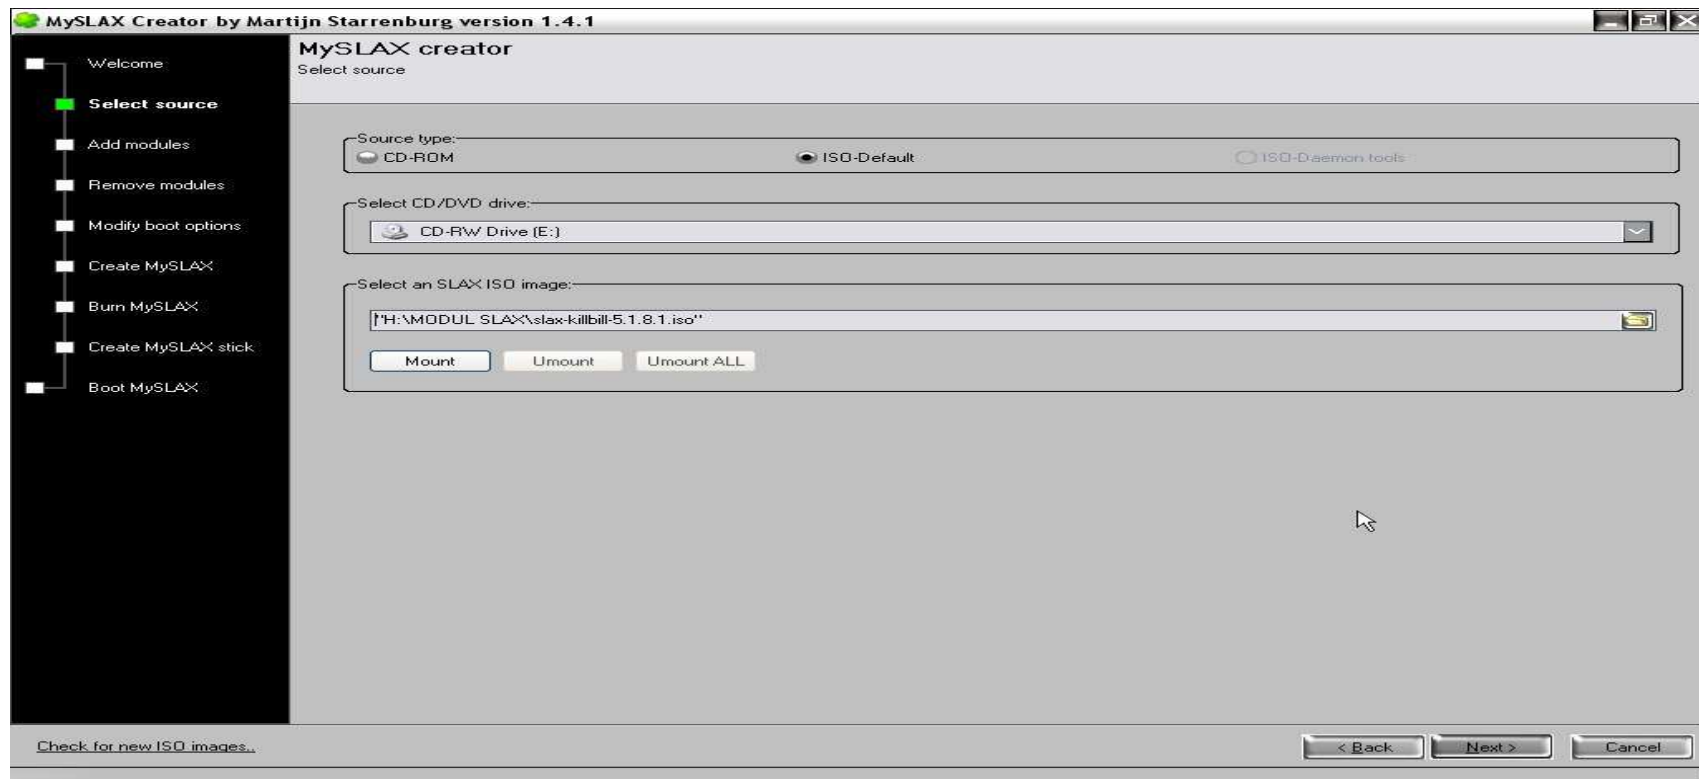 MySLAX Creator by Martijn Starrenburg version 1.4.1
Welcome
Select source
Add modules
Remove modules
Modify boot options
Create MySLAX
Burn MySLAX
Create MySLAX stick
Boot MySLAX
MySLAX creator
Select source
Source type:
CD-ROM ISO-Default ISO-Daemon tools
Select CD/DVD drive:
CD-RW Drive (E:)
Select an SLAX ISO image:
"H:\MODUL SLAX\slax-killbill-5.1.8.1.iso"
Mount Umount Umount ALL
Check for new ISO images..
< Back Next > Cancel